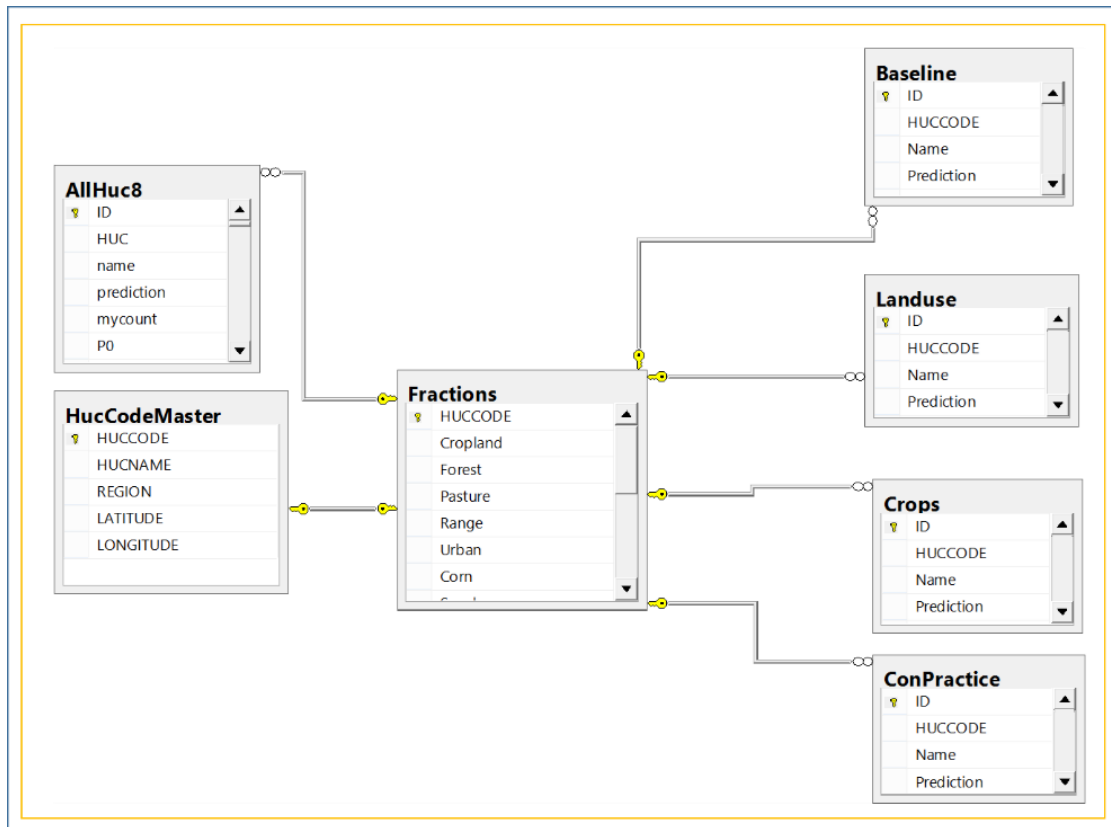 Baseline
ID
HUCCODE
Name
Prediction
AllHuc8
ID
HUC
name
prediction
mycount
P0
Landuse
ID
HUCCODE
Name
Prediction
HucCodeMaster
HUCCODE
HUCNAME
REGION
LATITUDE
LONGITUDE
Fractions
HUCCODE
Cropland
Forest
Pasture
Range
Urban
Corn
Crops
ID
HUCCODE
Name
Prediction
ConPractice
ID
HUCCODE
Name
Prediction